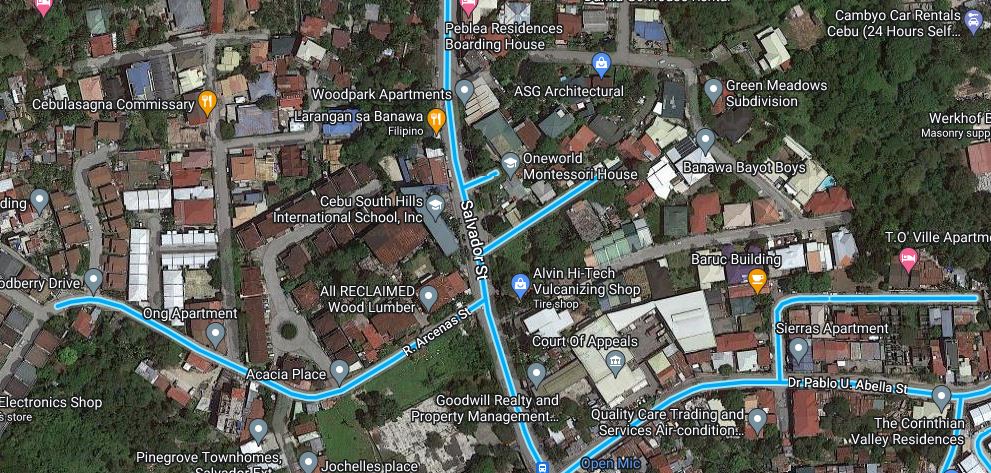 Peblea Residences
Boarding House
Cambyo Car Rentals
Cebu (24 Hours Self...
Woodpark Apartments
ASG Architectural
Green Meadows
Subdivision
Cebulasagna Commissary
Larangan sa Banawa
Filipino
Werkhof B
Masonry supp
Oneworld
Montessori House
Banawa Bayot Boys
Cebu South Hills
International School, Inc
ding
Salvador St
T.O' Ville Apartme
Baruc Building
odberry Drive
Alvin Hi-Tech
Vulcanizing Shop
Tire shop
All RECLAIMED
Wood Lumber
Ong Apartment
R. Arcenas St
Sierras Apartment
Court Of Appeals
Acacia Place
Dr Pablo U. Abella St
Electronics Shop
s store
Goodwill Realty and
Property Management...
Quality Care Trading and
Services Air-condition...
The Corinthian
Valley Residences
Pinegrove Townhomes,
Salvador Ext
Jochelles place
Open Mic